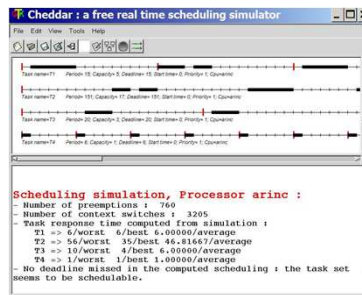 Cheddar : a free real time scheduling simulator
File Edit View Tools Help
Task name=T1 Period= 15; Capacity= 5; Deadline= 15; Start time= 0; Priority= 1; Cpu=arinc
Task name=T2 Period= 151; Capacity= 17; Deadline= 151; Start time= 0; Priority= 1; Cpu=arinc
Task name=T3 Period= 20; Capacity= 3; Deadline= 20; Start time= 0; Priority= 1; Cpu=arinc
Task name=T4 Period= 6; Capacity= 1; Deadline= 6; Start time= 0; Priority= 1; Cpu=arinc
Scheduling simulation, Processor arinc :
- Number of preemptions : 760
- Number of context switches : 3205
- Task response time computed from simulation :
T1 => 6/worst 6/best 6.00000/average
T2 => 56/worst 35/best 46.81667/average
T3 => 10/worst 4/best 6.00000/average
T4 => 1/worst 1/best 1.00000/average
- No deadline missed in the computed scheduling : the task set
seems to be schedulable.